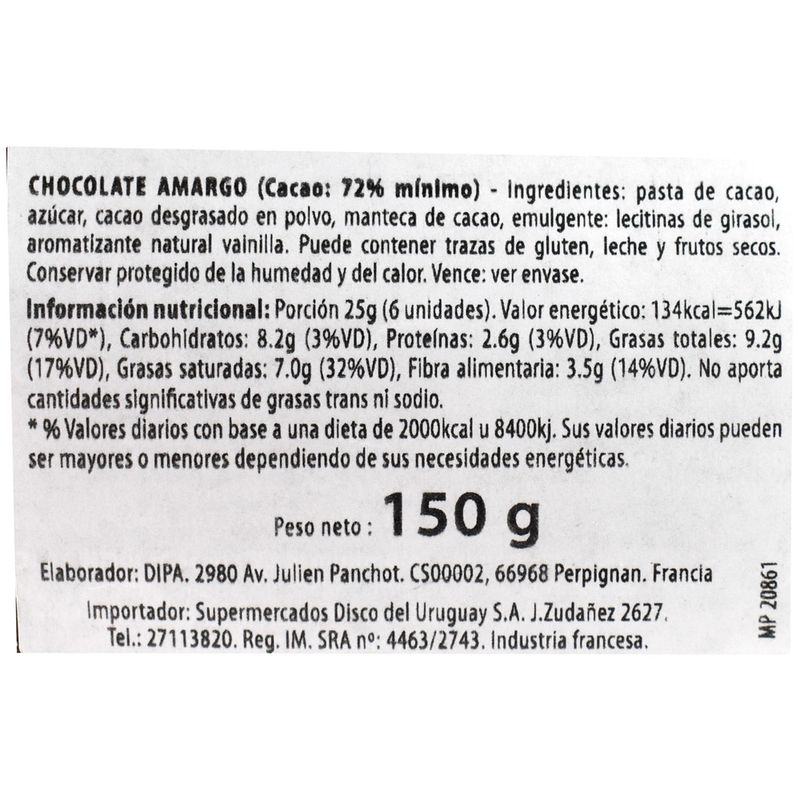 CHOCOLATE AMARGO (Cacao: 72% mínimo) - Ingredientes: pasta de cacao,
azúcar, cacao desgrasado en polvo, manteca de cacao, emulgente: lecitinas de girasol,
aromatizante natural vainilla. Puede contener trazas de gluten, leche y frutos secos.
Conservar protegido de la humedad y del calor. Vence: ver envase.
Información nutricional: Porción 25g (6 unidades). Valor energético: 134kcal=562kJ
(7%VD*), Carbohidratos: 8.2g (3%VD), Proteínas: 2.6g (3%VD), Grasas totales: 9.2g
(17%VD), Grasas saturadas: 7.0g (32%VD), Fibra alimentaria: 3.5g (14%VD). No aporta
cantidades significativas de grasas trans ni sodio.
* % Valores diarios con base a una dieta de 2000kcal u 8400kj. Sus valores diarios pueden
ser mayores o menores dependiendo de sus necesidades energéticas.
Peso neto : 150 g
Elaborador: DIPA. 2980 Av. Julien Panchot. CS00002, 66968 Perpignan. Francia
Importador: Supermercados Disco del Uruguay S.A. J.Zudañez 2627.
Tel.: 27113820. Reg. IM. SRA nº: 4463/2743. Industria francesa.
MP 20861